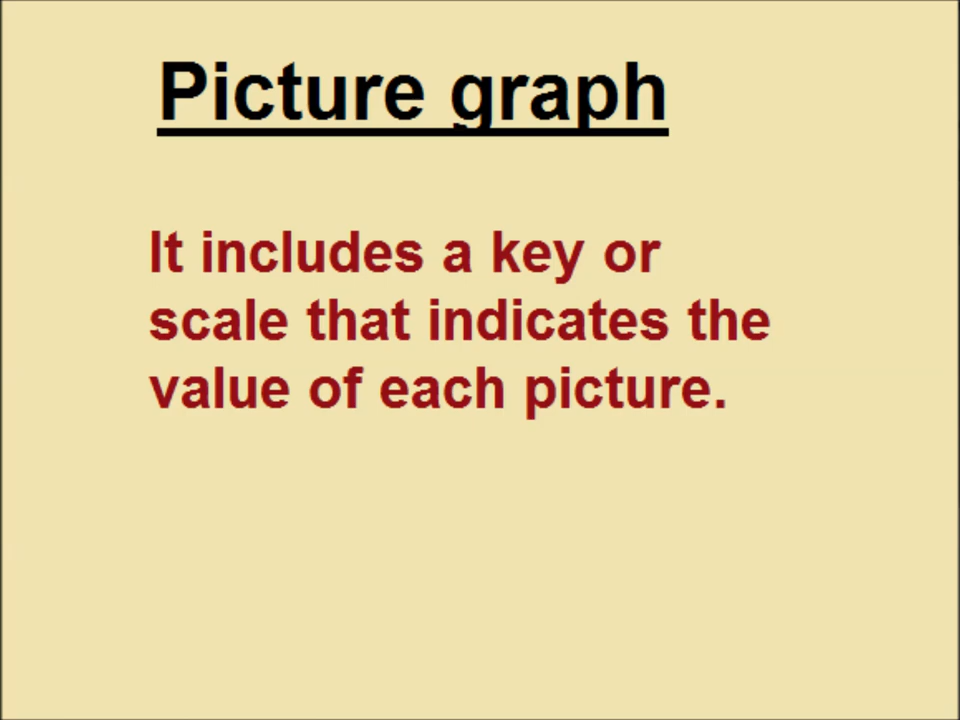 Picture graph
It includes a key or
scale that indicates the
value of each picture.